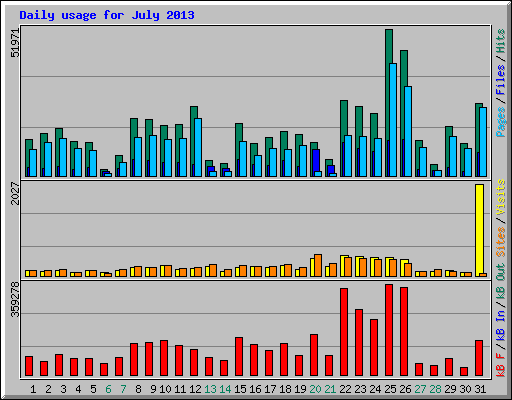 Daily usage for July 2013
51971
2027
359278
Pages / Files / Hits
Sites / Visits
kB F / kB In / kB Out
1 2 3 4 5 6 7 8 9 10 11 12 13 14 15 16 17 18 19 20 21 22 23 24 25 26 27 28 29 30 31